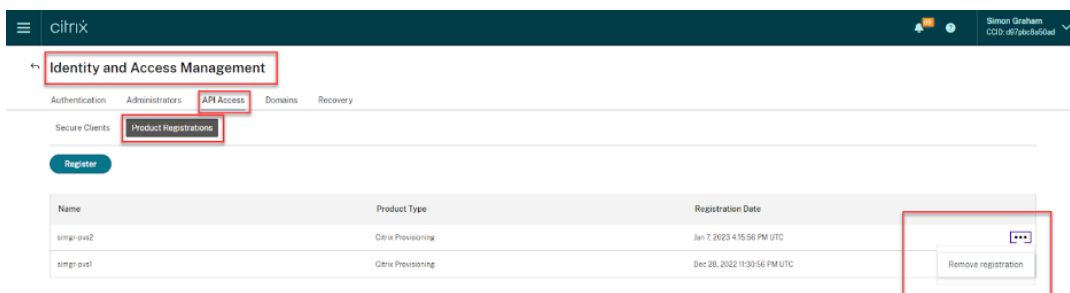 citrix
Simon Graham
CCID: d97pbc8a50ad
Identity and Access Management
Authentication Administrators API Access Domains Recovery
Secure Clients Product Registrations
Register
Name Product Type Registration Date
simgr-pvs2 Citrix Provisioning Jan 7, 2023 4:15:56 PM UTC
simgr-pvs1 Citrix Provisioning Dec 28, 2022 11:30:56 PM UTC
Remove registration